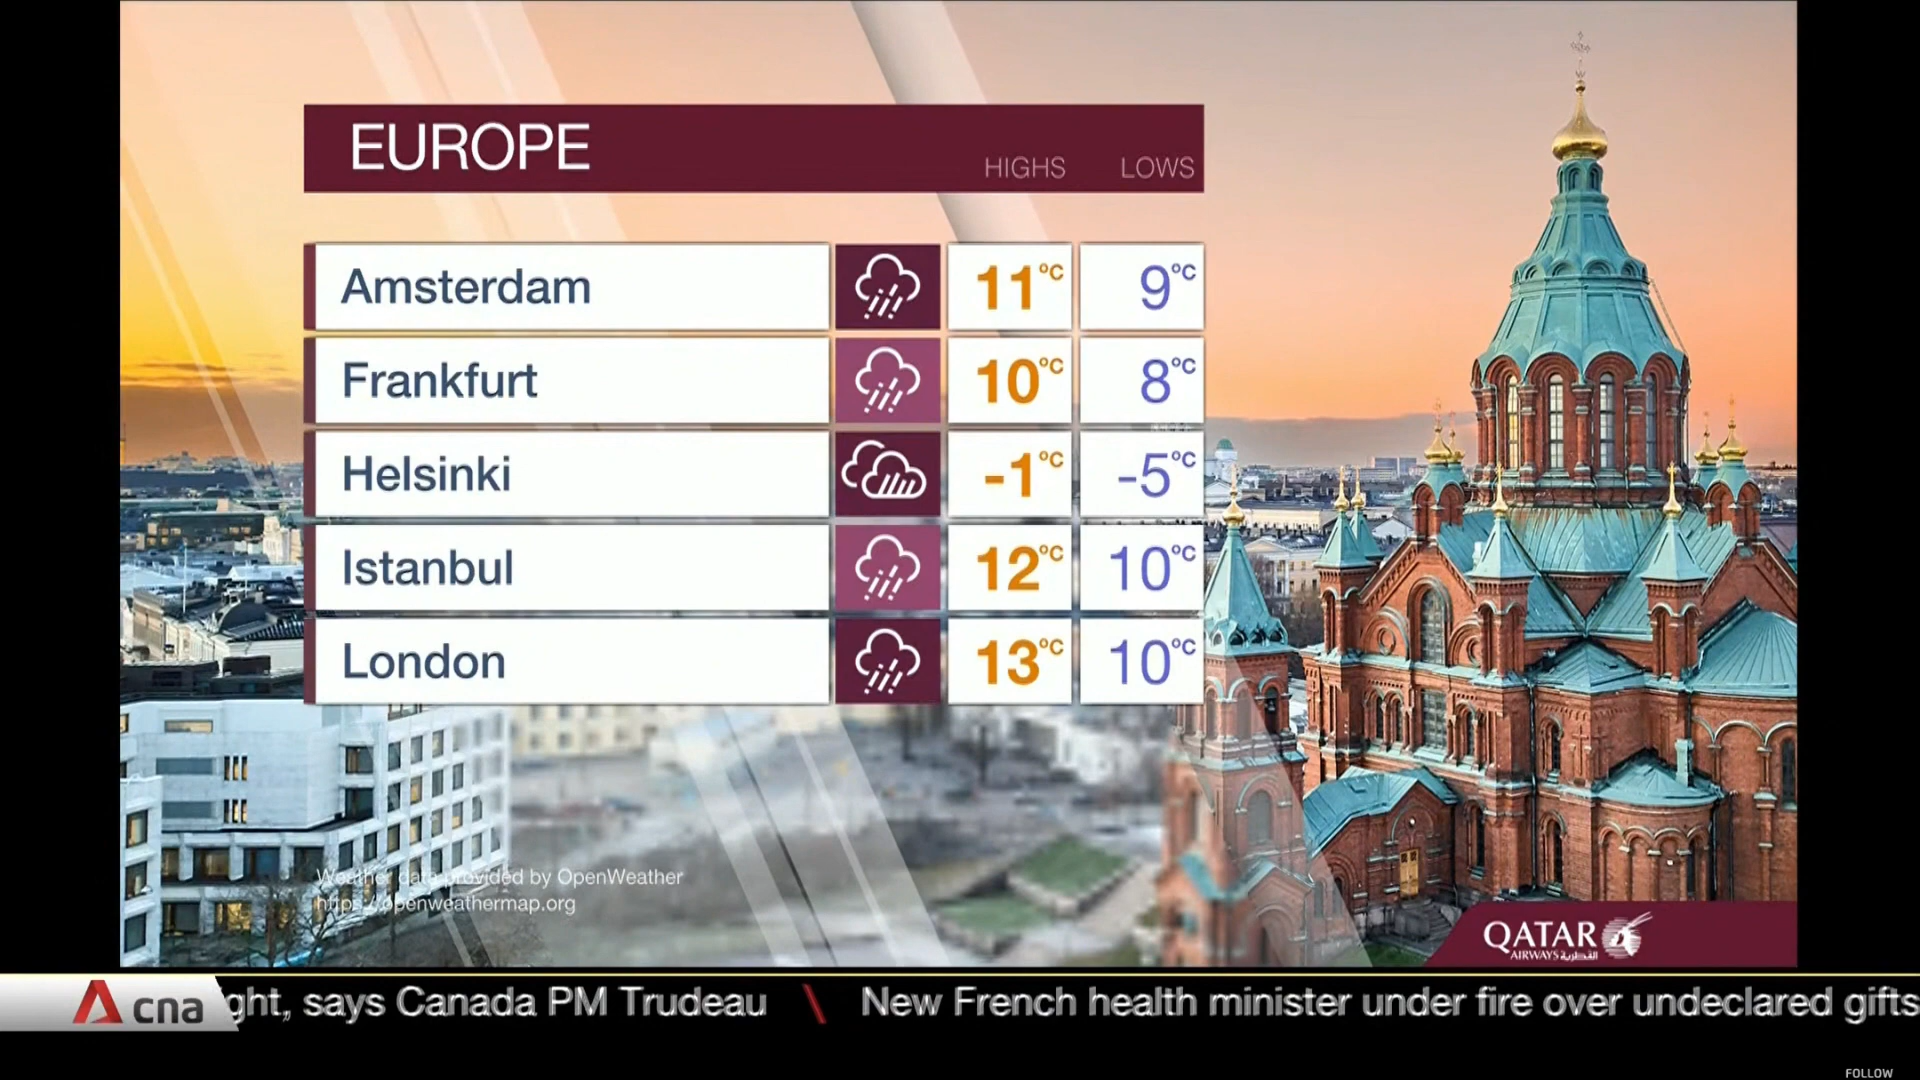 EUROPE
HIGHS LOWS
Amsterdam 11°C 9°C
Frankfurt 10°C 8°C
Helsinki -1°C -5°C
Istanbul 12°C 10°C
London 13°C 10°C
Weather data provided by OpenWeather
https://openweathermap.org
QATAR
AIRWAYS القطرية
cna ght, says Canada PM Trudeau \ New French health minister under fire over undeclared gifts
FOLLOW